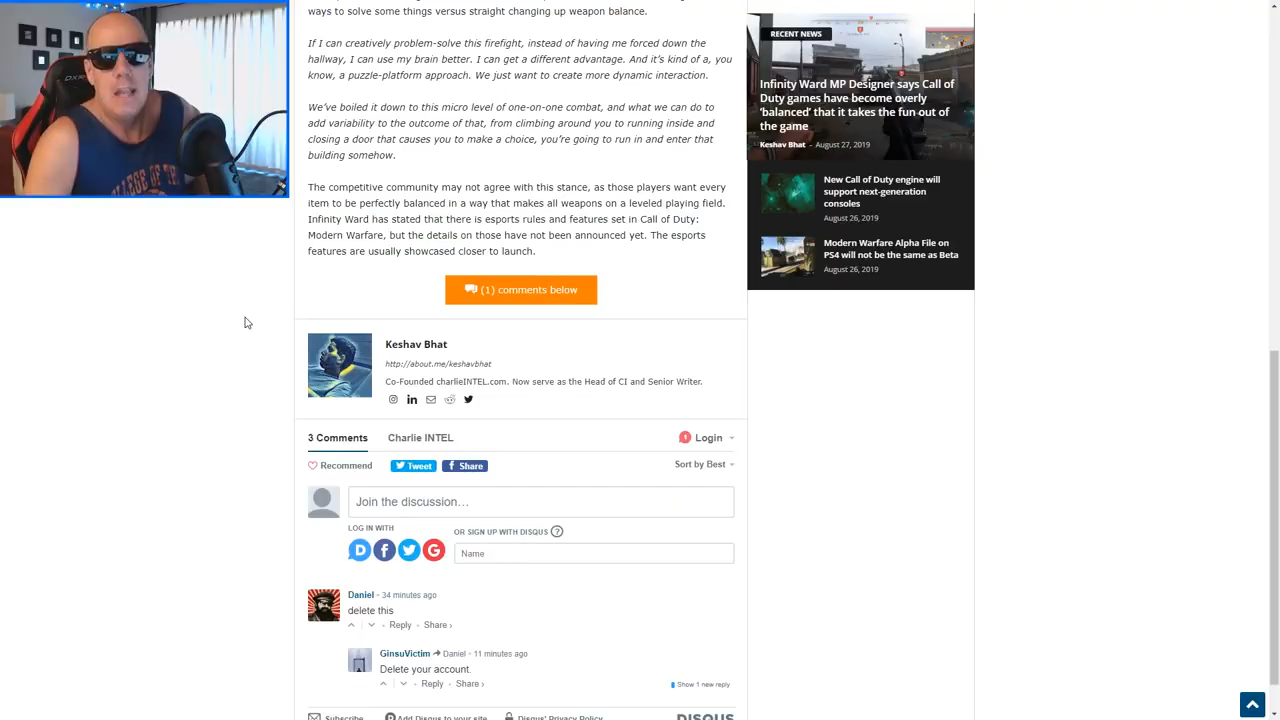 ways to solve some things versus straight changing up weapon balance.
If I can creatively problem-solve this firefight, instead of having me forced down the
hallway, I can use my brain better. I can get a different advantage. And it's kind of a, you
know, a puzzle-platform approach. We just want to create more dynamic interaction.
We've boiled it down to this micro level of one-on-one combat, and what we can do to
add variability to the outcome of that, from climbing around you to running inside and
closing a door that causes you to make a choice, you're going to run in and enter that
building somehow.
The competitive community may not agree with this stance, as those players want every
item to be perfectly balanced in a way that makes all weapons on a leveled playing field.
Infinity Ward has stated that there is esports rules and features set in Call of Duty:
Modern Warfare, but the details on those have not been announced yet. The esports
features are usually showcased closer to launch.
(1) comments below
Keshav Bhat
http://about.me/keshavbhat
Co-Founded charlieINTEL.com. Now serve as the Head of CI and Senior Writer.
3 Comments
Charlie INTEL
1 Login
Recommend
Tweet
Share
Sort by Best
Join the discussion...
LOG IN WITH
OR SIGN UP WITH DISQUS ?
Name
Daniel • 34 minutes ago
delete this
Reply • Share ›
GinsuVictim Daniel • 11 minutes ago
Delete your account.
Reply • Share ›
Show 1 new reply
Subscribe
Add Disqus to your site
Disqus' Privacy Policy
DISQUS
RECENT NEWS
Infinity Ward MP Designer says Call of
Duty games have become overly
‘balanced’ that it takes the fun out of
the game
Keshav Bhat - August 27, 2019
New Call of Duty engine will
support next-generation
consoles
August 26, 2019
Modern Warfare Alpha File on
PS4 will not be the same as Beta
August 26, 2019